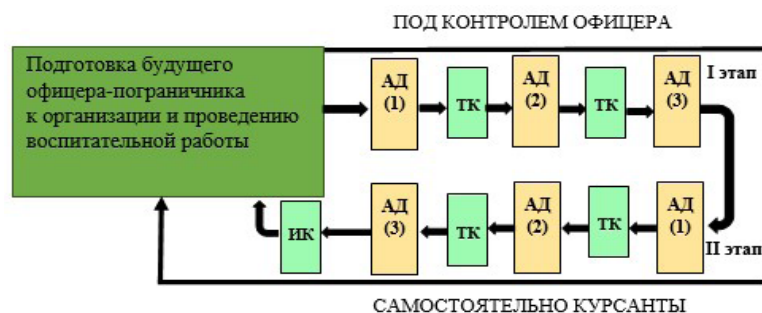 ПОД КОНТРОЛЕМ ОФИЦЕРА
Подготовка будущего
офицера-пограничника
к организации и проведению
воспитательной работы
АД
(1)
ТК
АД
(2)
ТК
АД
(3)
I этап
ИК
АД
(3)
ТК
АД
(2)
ТК
АД
(1)
II этап
САМОСТОЯТЕЛЬНО КУРСАНТЫ